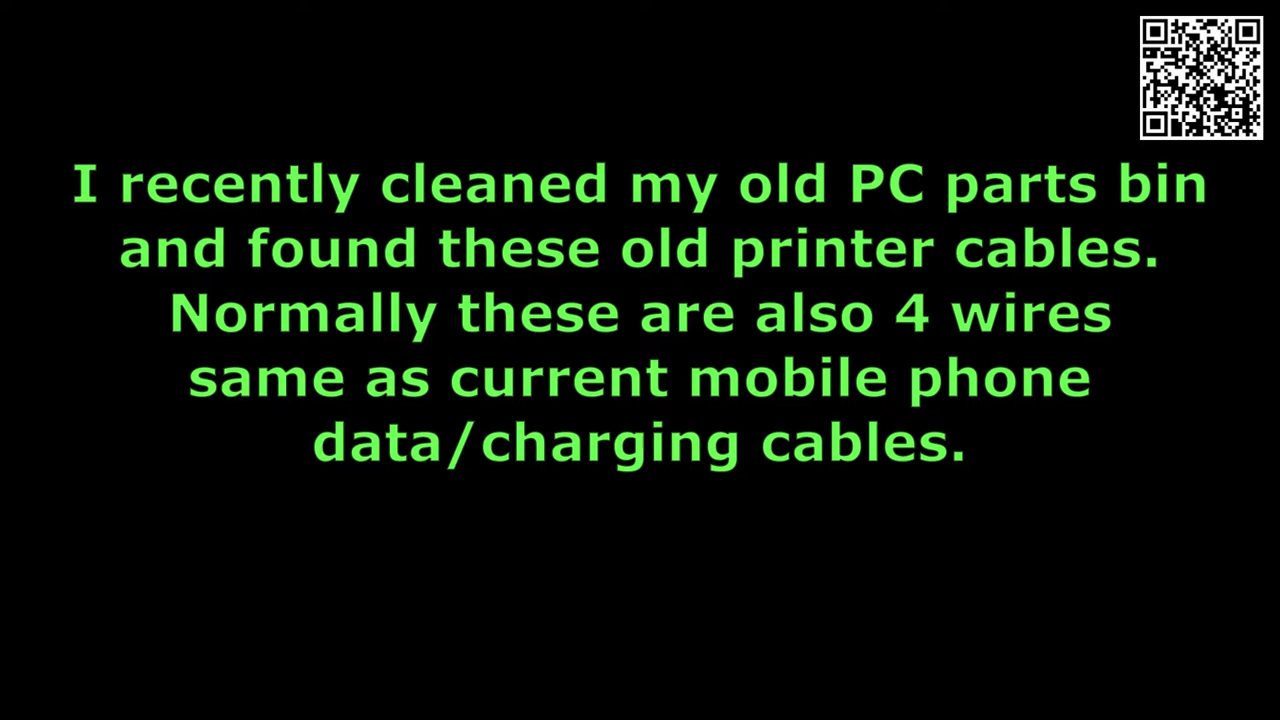 I recently cleaned my old PC parts bin
and found these old printer cables.
Normally these are also 4 wires
same as current mobile phone
data/charging cables.